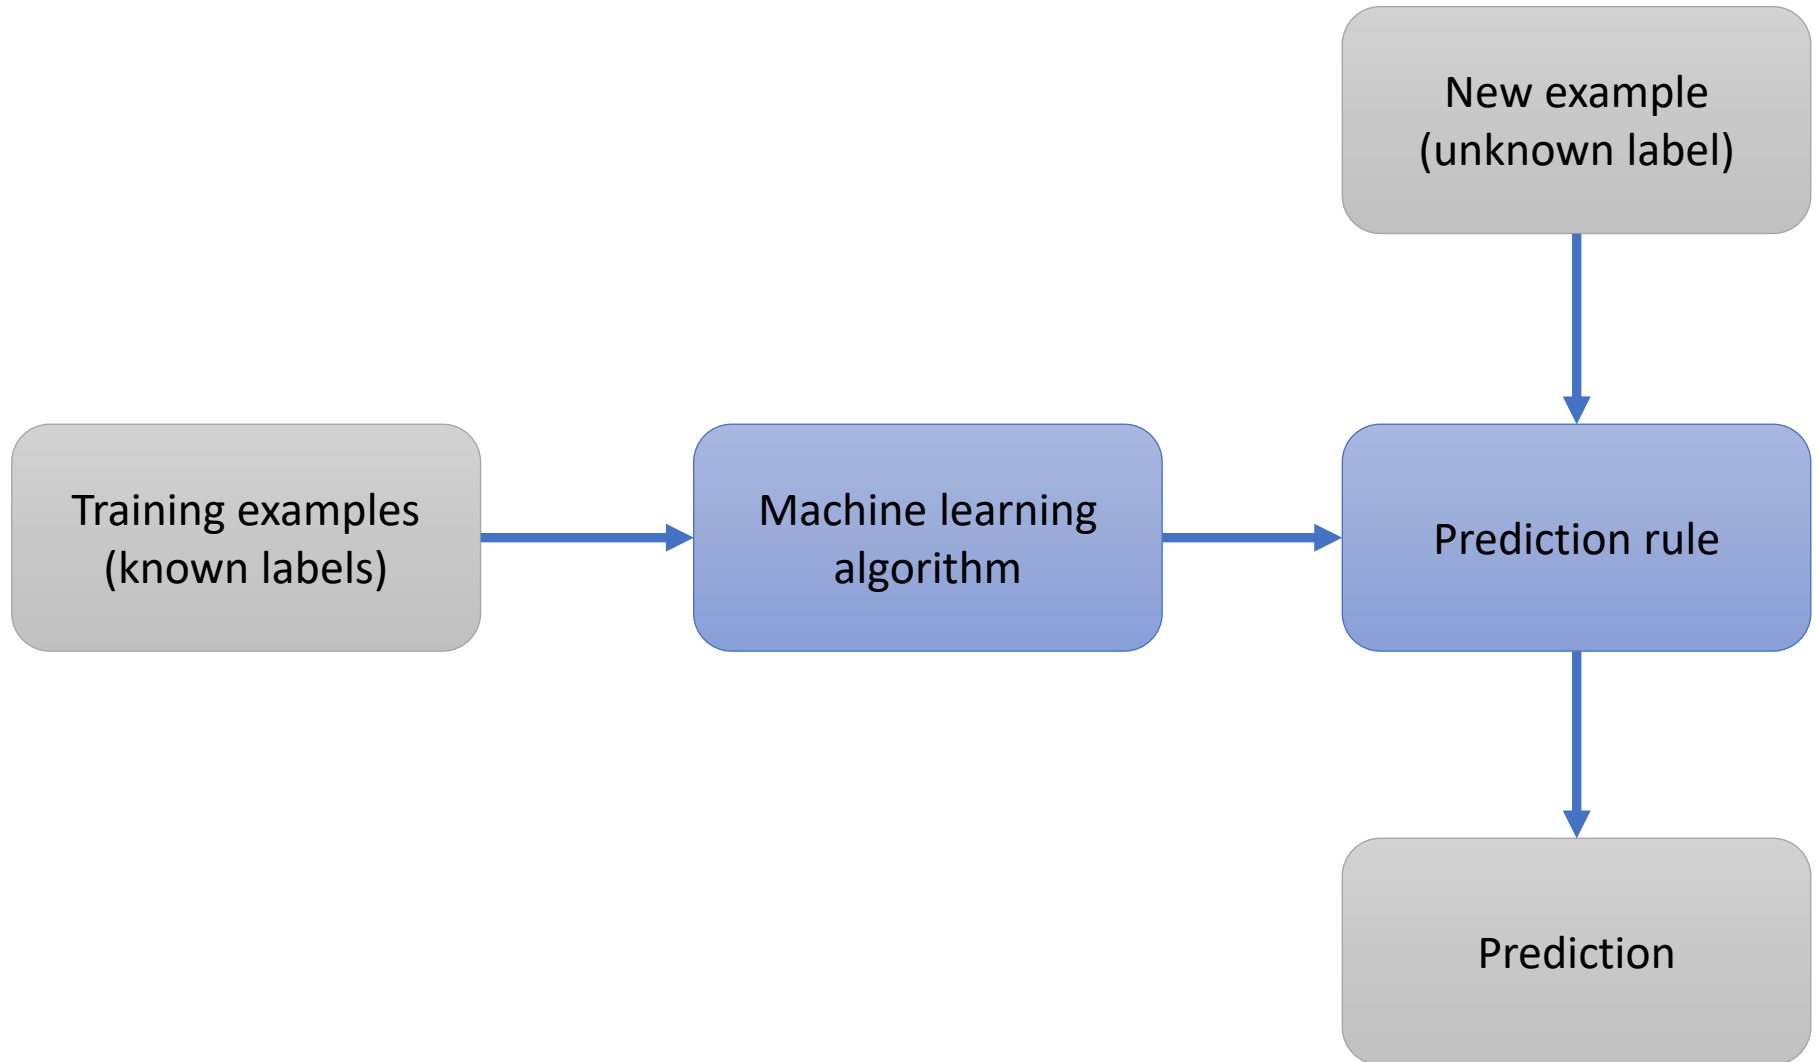 New example
(unknown label)
Training examples
(known labels)
Machine learning
algorithm
Prediction rule
Prediction